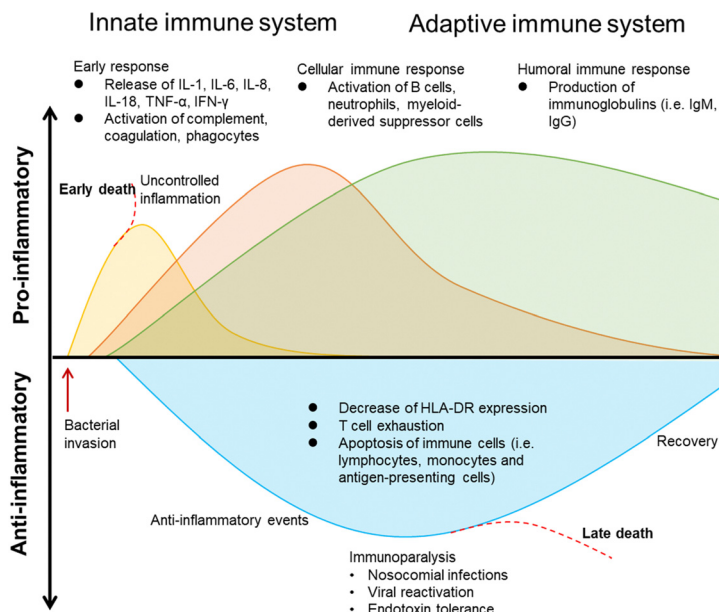 Innate immune system
Adaptive immune system
Early response
● Release of IL-1, IL-6, IL-8,
IL-18, TNF-α, IFN-γ
● Activation of complement,
coagulation, phagocytes
Cellular immune response
● Activation of B cells,
neutrophils, myeloid-
derived suppressor cells
Humoral immune response
● Production of
immunoglobulins (i.e. IgM,
IgG)
Pro-inflammatory
Early death
Uncontrolled
inflammation
Anti-inflammatory
Bacterial
invasion
● Decrease of HLA-DR expression
● T cell exhaustion
● Apoptosis of immune cells (i.e.
lymphocytes, monocytes and
antigen-presenting cells)
Recovery
Anti-inflammatory events
Late death
Immunoparalysis
• Nosocomial infections
• Viral reactivation
• Endotoxin tolerance